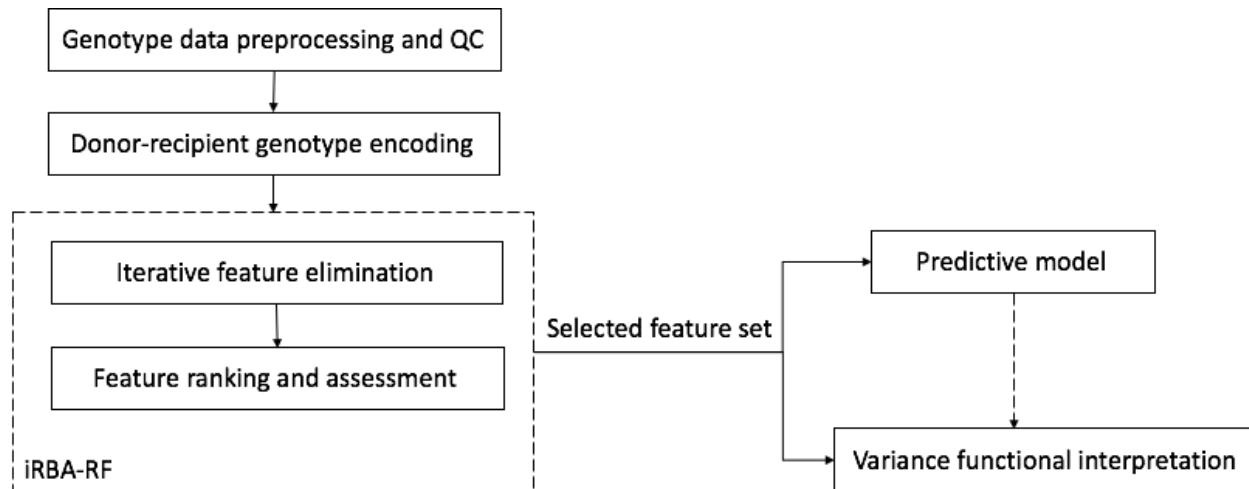 Genotype data preprocessing and QC
Donor-recipient genotype encoding
Iterative feature elimination
Feature ranking and assessment
iRBA-RF
Selected feature set
Predictive model
Variance functional interpretation